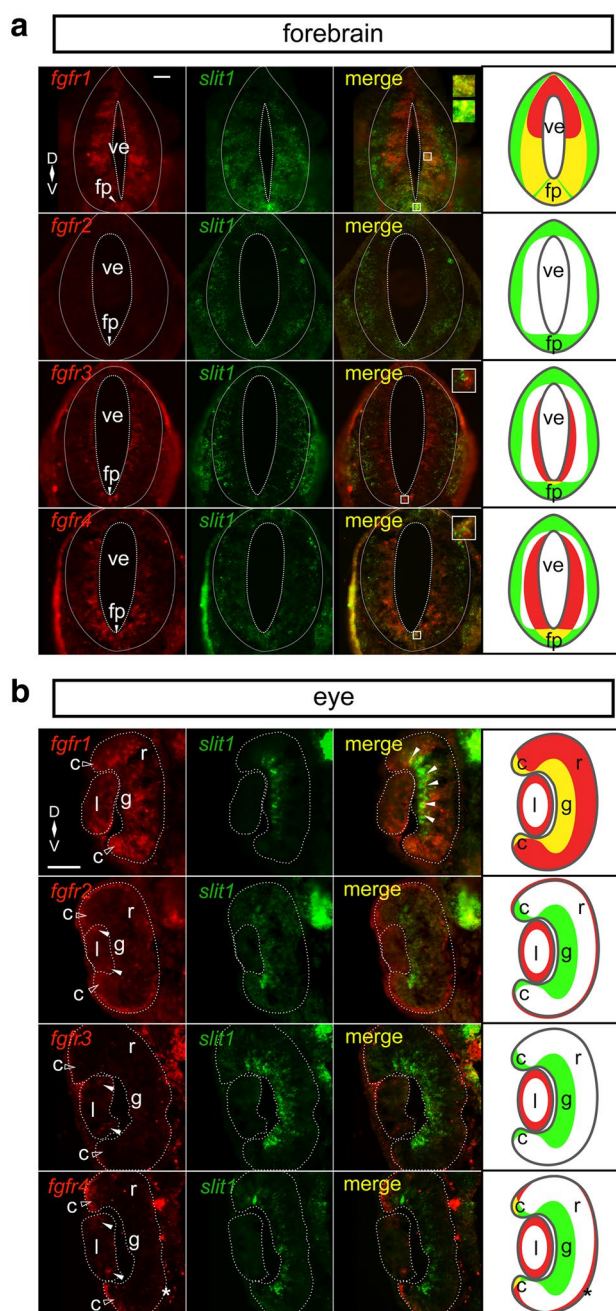 a
forebrain
fgfr1 slit1 merge
ve ve
D
V
fp fp
fgfr2 slit1 merge
ve ve
fp fp
fgfr3 slit1 merge
ve ve
fp fp
fgfr4 slit1 merge
ve ve
fp fp
b
eye
fgfr1 slit1 merge
c r c r
l g l g
D
V
c c
fgfr2 slit1 merge
c r c r
l g l g
c c
fgfr3 slit1 merge
c r c r
l g l g
c c
fgfr4 slit1 merge
c r c r
l g l g
c * c *